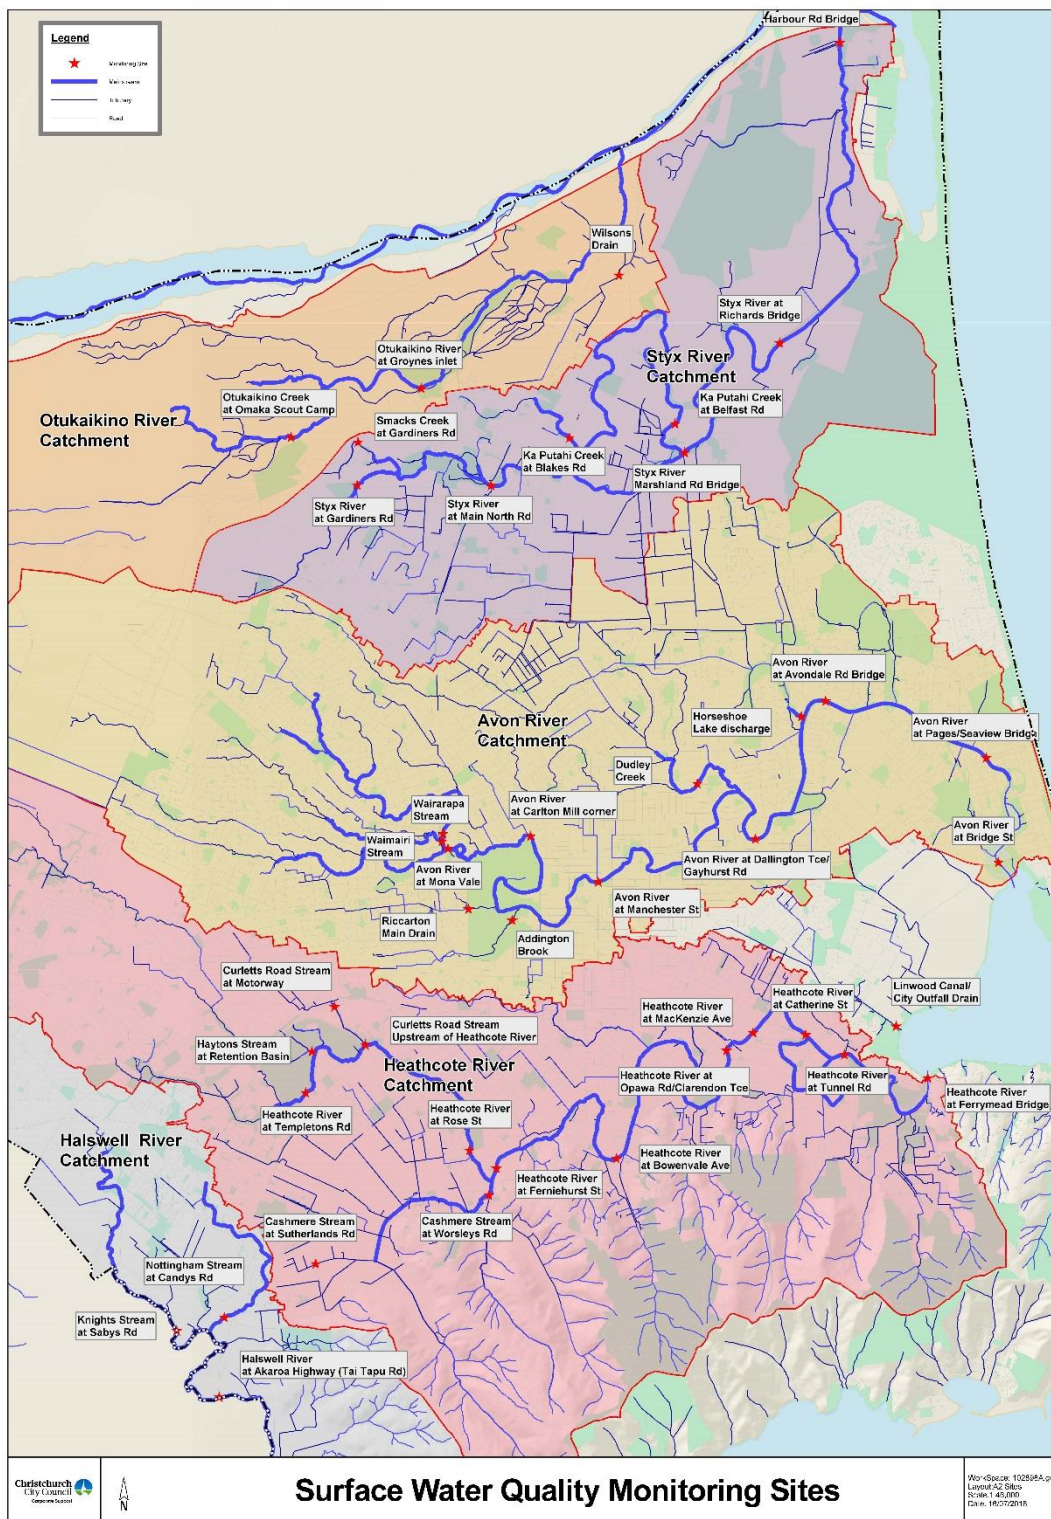 Harbour Rd Bridge
Legend
Monitoring Site
Mainstream
Tributary
Road
Wilsons
Drain
Styx River at
Richards Bridge
Otukaikino River
at Groynes inlet
Styx River
Catchment
Otukaikino Creek
at Omaka Scout Camp
Ka Putahi Creek
at Belfast Rd
Otukaikino River
Catchment
Smacks Creek
at Gardiners Rd
Ka Putahi Creek
at Blakes Rd
Styx River
Marshland Rd Bridge
Styx River
at Gardiners Rd
Styx River
at Main North Rd
Avon River
at Avondale Rd Bridge
Avon River
Catchment
Horseshoe
Lake discharge
Avon River
at Pages/Seaview Bridge
Dudley
Creek
Wairarapa
Stream
Avon River
at Carlton Mill corner
Waimairi
Stream
Avon River
at Bridge St
Avon River
at Mona Vale
Avon River at Dallington Tce/
Gayhurst Rd
Riccarton
Main Drain
Avon River
at Manchester St
Addington
Brook
Curletts Road Stream
at Motorway
Heathcote River
at Catherine St
Linwood Canal/
City Outfall Drain
Heathcote River
at MacKenzie Ave
Curletts Road Stream
Upstream of Heathcote River
Haytons Stream
at Retention Basin
Heathcote River
Catchment
Heathcote River at
Opawa Rd/Clarendon Tce
Heathcote River
at Tunnel Rd
Heathcote River
at Ferrymead Bridge
Heathcote River
at Templetons Rd
Heathcote River
at Rose St
Halswell River
Catchment
Heathcote River
at Bowenvale Ave
Heathcote River
at Ferniehurst St
Cashmere Stream
at Sutherlands Rd
Cashmere Stream
at Worsleys Rd
Nottingham Stream
at Candys Rd
Knights Stream
at Sabys Rd
Halswell River
at Akaroa Highway (Tai Tapu Rd)
Christchurch
City Council
Corporate Support
N
Surface Water Quality Monitoring Sites
Layout:A2 Sites